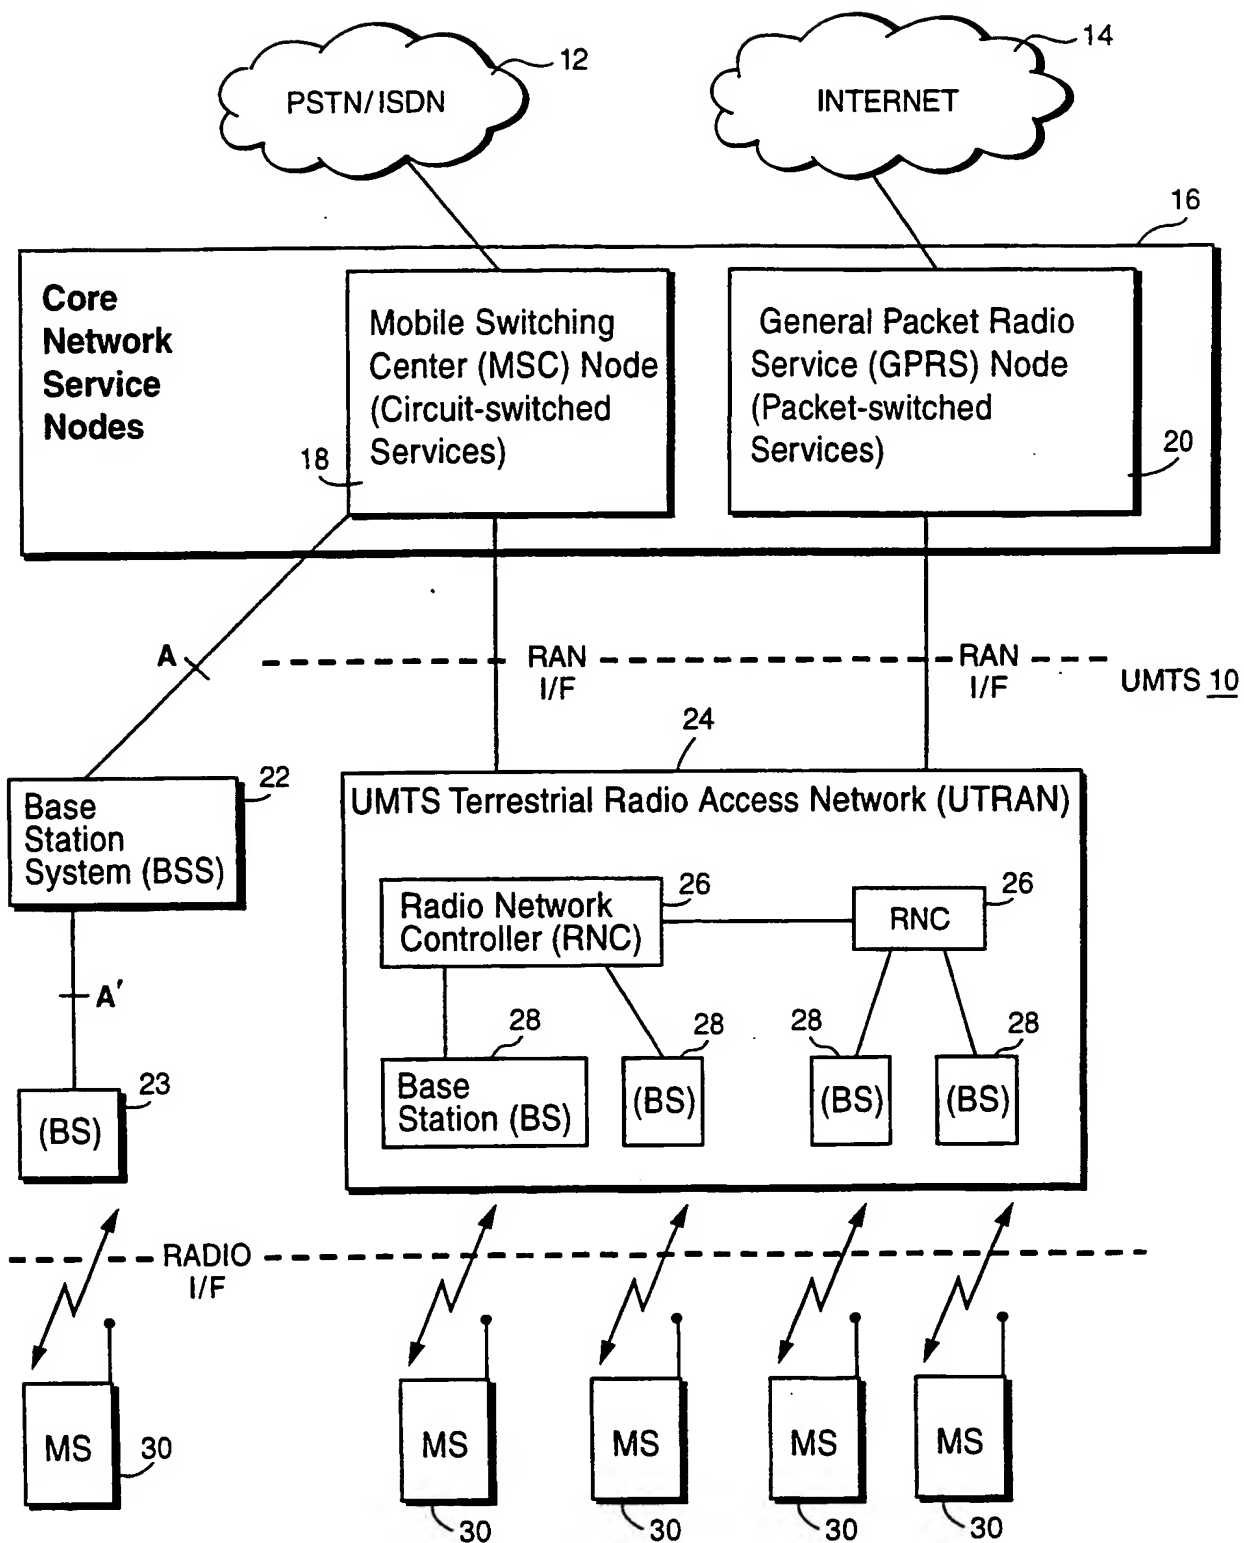 12
14
PSTN/ISDN
INTERNET
16
Core
Network
Service
Nodes
Mobile Switching
Center (MSC) Node
(Circuit-switched
Services)
18
General Packet Radio
Service (GPRS) Node
(Packet-switched
Services)
20
A
RAN
I/F
RAN
I/F
UMTS 10
24
22
Base
Station
System (BSS)
UMTS Terrestrial Radio Access Network (UTRAN)
26
Radio Network
Controller (RNC)
26
RNC
A'
28
28
28
28
Base
Station (BS)
(BS)
(BS)
(BS)
23
(BS)
RADIO
I/F
MS
30
MS
30
MS
30
MS
30
MS
30